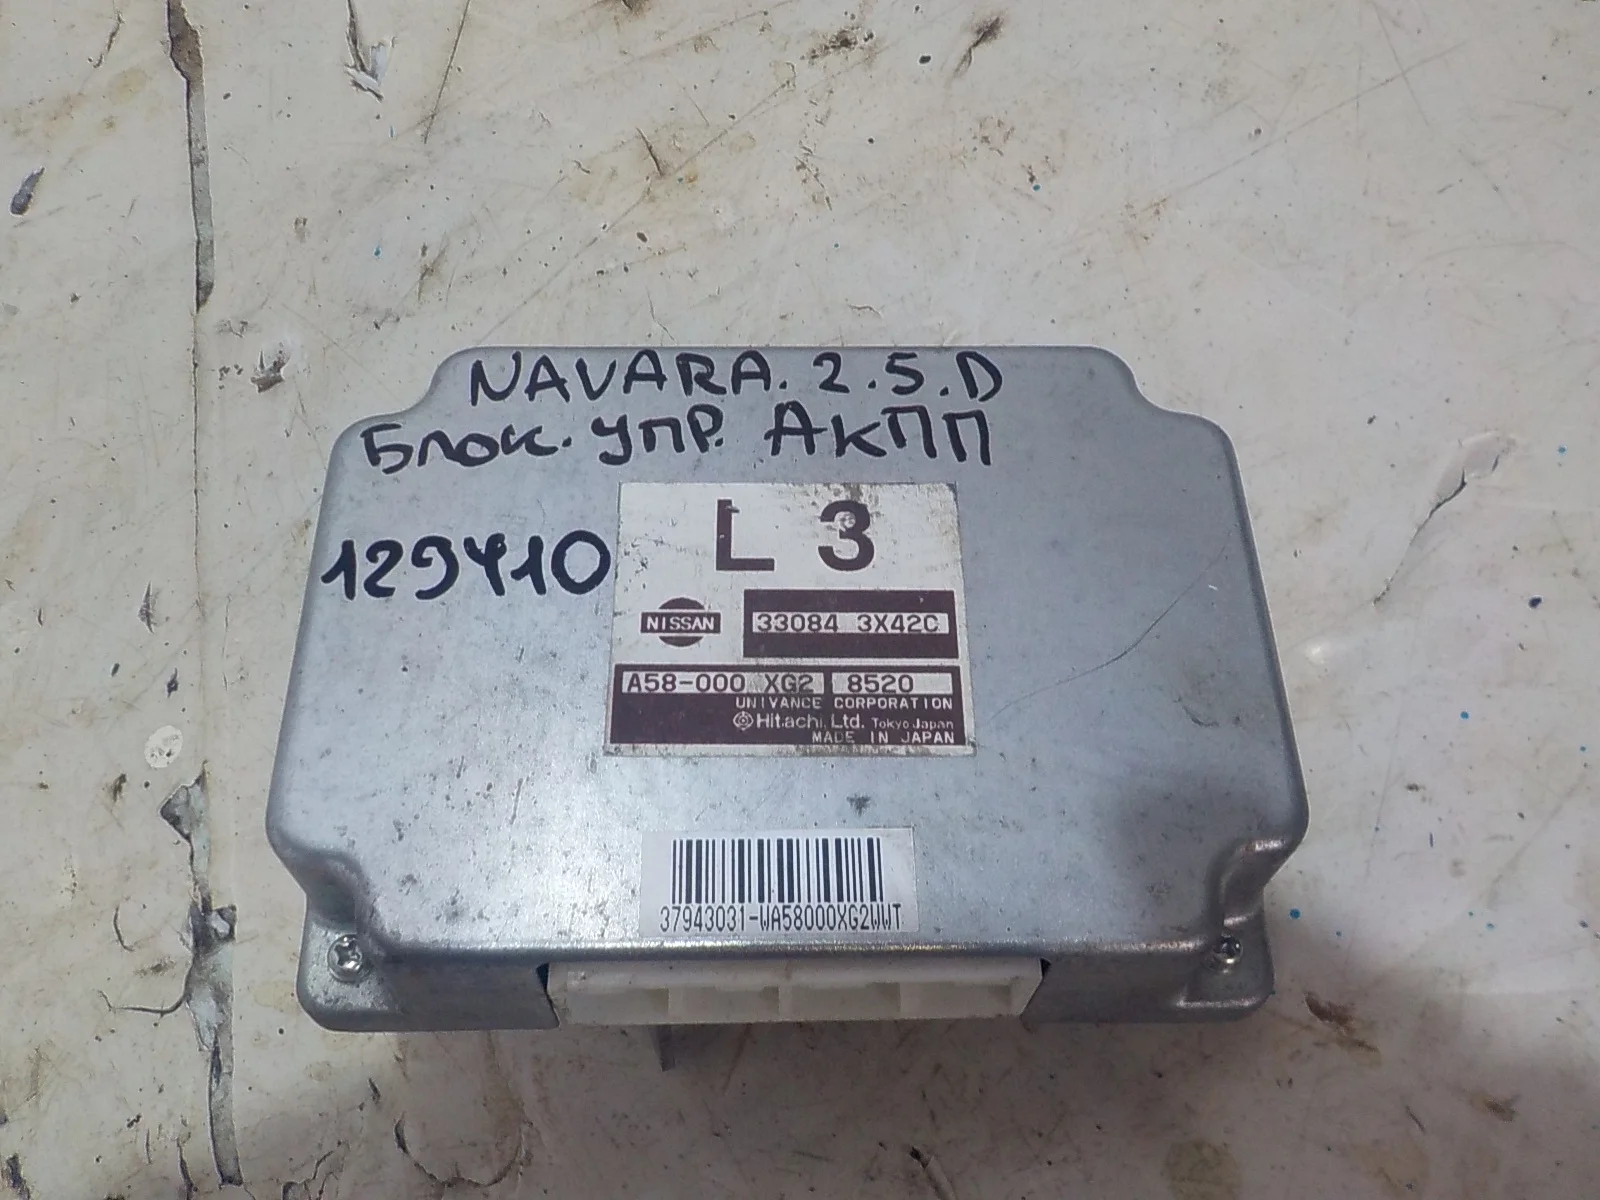 NAVARA. 2.5.D
Блок. упр. АКПП
129410
L 3
NISSAN
33084 3X42C
A58-000 XG2 8520
UNIVANCE CORPORATION
Hitachi, Ltd. Tokyo Japan
MADE IN JAPAN
37943031-WA58000XG2WWT